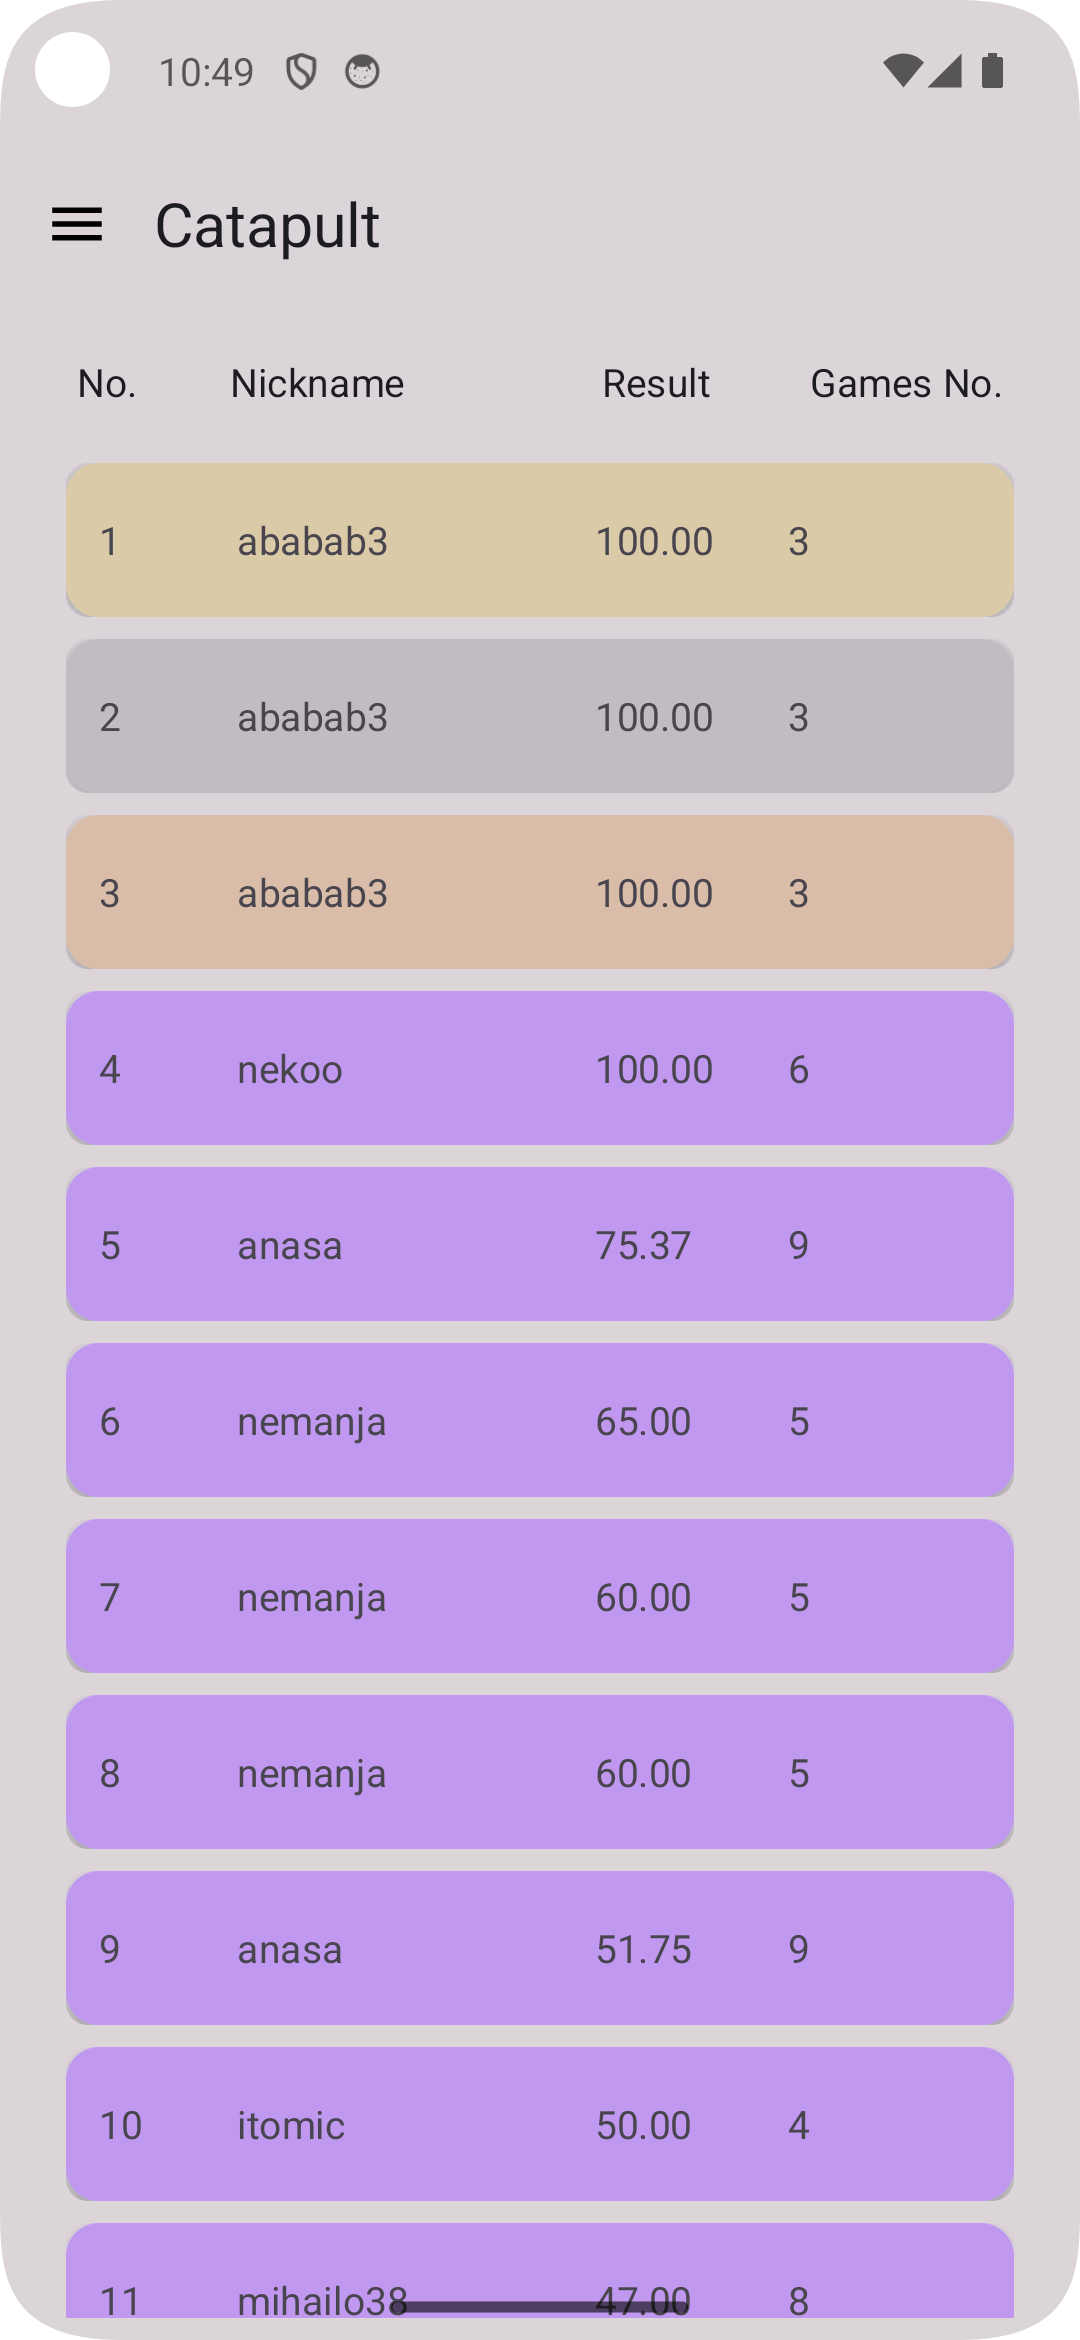 10:49
Catapult
No. Nickname Result Games No.
1 ababab3 100.00 3
2 ababab3 100.00 3
3 ababab3 100.00 3
4 nekoo 100.00 6
5 anasa 75.37 9
6 nemanja 65.00 5
7 nemanja 60.00 5
8 nemanja 60.00 5
9 anasa 51.75 9
10 itomic 50.00 4
11 mihailo38 47.00 8